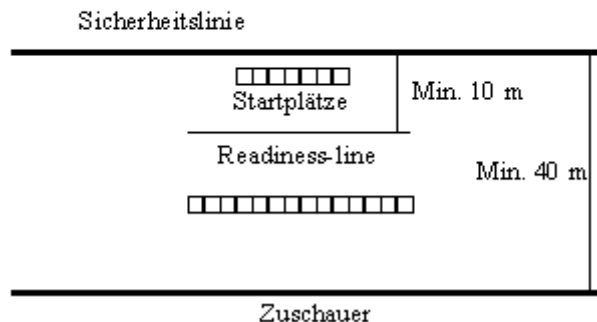 Sicherheitslinie
Startplätze
Min. 10 m
Readiness-line
Min. 40 m
Zuschauer